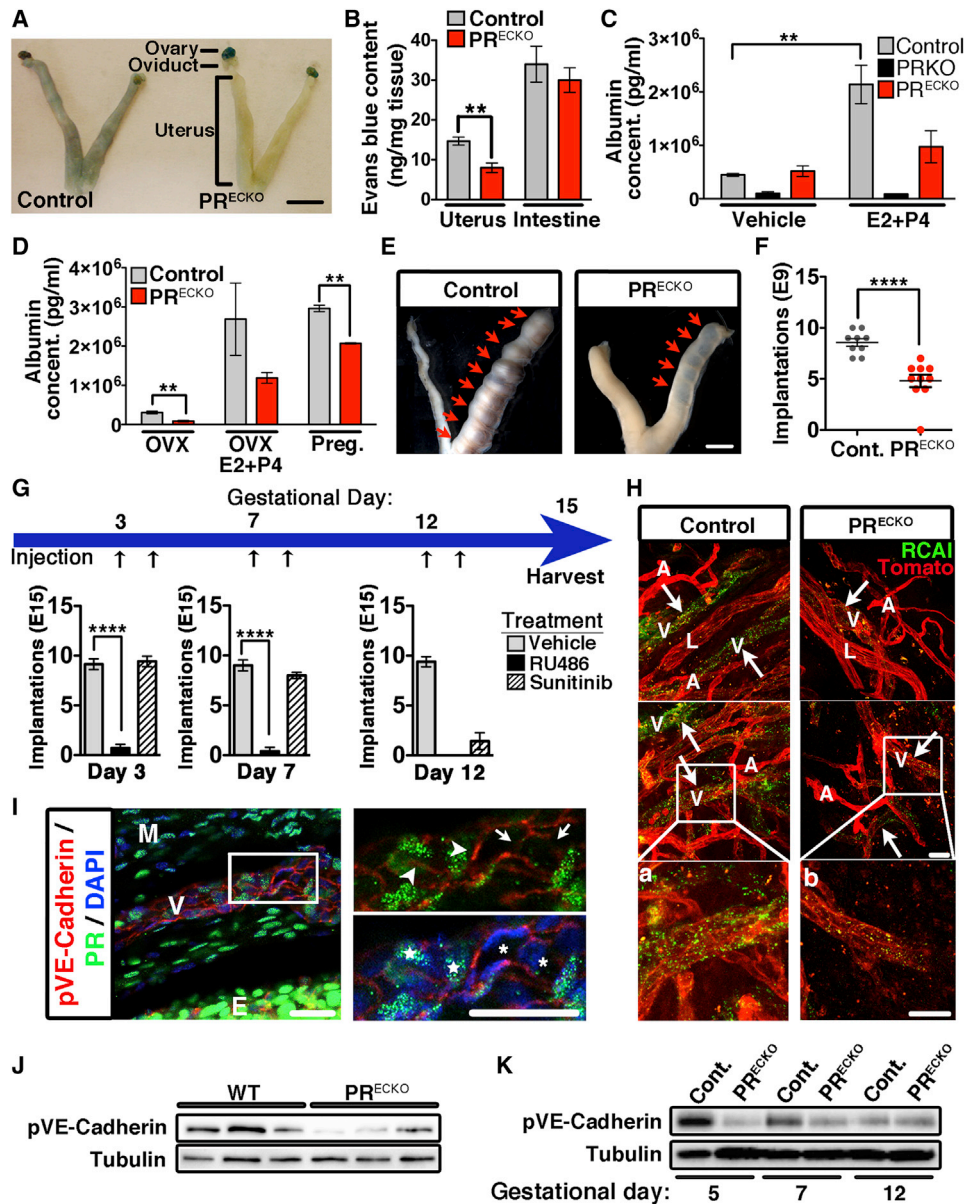 A
Ovary
Oviduct
Uterus
Control
PR^ECKO
B
Control
PR^ECKO
Evans blue content
(ng/mg tissue)
50
40
30
20
10
0
**
Uterus Intestine
C
Control
PRKO
PR^ECKO
Albumin
concent. (pg/ml)
3×10^6
2×10^6
1×10^6
0
**
Vehicle
E2+P4
D
Control
PR^ECKO
Albumin
concent. (pg/ml)
4×10^6
3×10^6
2×10^6
1×10^6
0
**
**
OVX
OVX
E2+P4
Preg.
E
Control
PR^ECKO
F
Implantations (E9)
15
10
5
0
****
Cont. PR^ECKO
G
Gestational Day:
3
7
12
15
Injection
Harvest
Implantations (E15)
15
10
5
0
****
Day 3
Implantations (E15)
15
10
5
0
****
Day 7
Implantations (E15)
15
10
5
0
Day 12
Treatment
Vehicle
RU486
Sunitinib
H
Control
PR^ECKO
RCAI
Tomato
A
V
L
V
A
A
V
L
V
A
V
V
A
a
b
I
pVE-Cadherin /
PR / DAPI
M
V
E
* *
J
WT
PR^ECKO
pVE-Cadherin
Tubulin
K
Cont.
PR^ECKO
Cont.
PR^ECKO
Cont.
PR^ECKO
pVE-Cadherin
Tubulin
Gestational day: 5 7 12